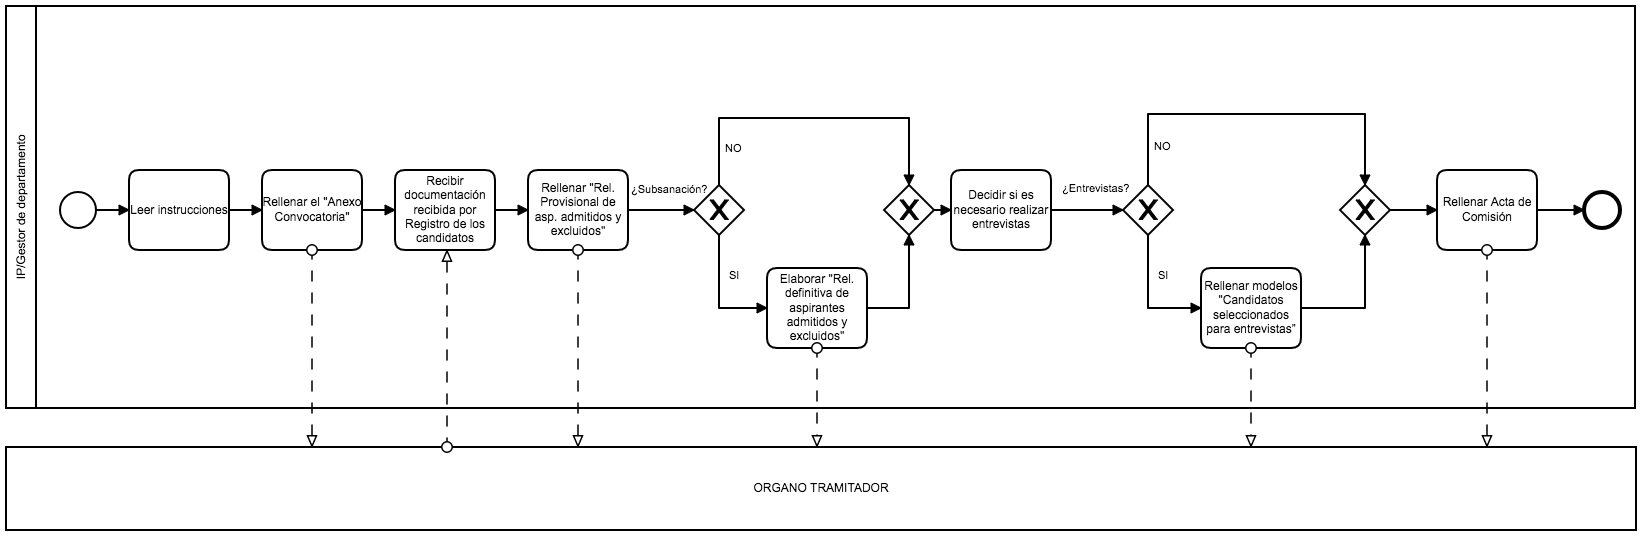 IP/Gestor de departamento
Leer instrucciones
Rellenar el "Anexo
Convocatoria"
Recibir
documentación
recibida por
Registro de los
candidatos
Rellenar "Rel.
Provisional de
asp. admitidos y
excluidos"
¿Subsanación?
NO
SI
Elaborar "Rel.
definitiva de
aspirantes
admitidos y
excluidos"
Decidir si es
necesario realizar
entrevistas
¿Entrevistas?
NO
SI
Rellenar modelos
"Candidatos
seleccionados
para entrevistas"
Rellenar Acta de
Comisión
ORGANO TRAMITADOR